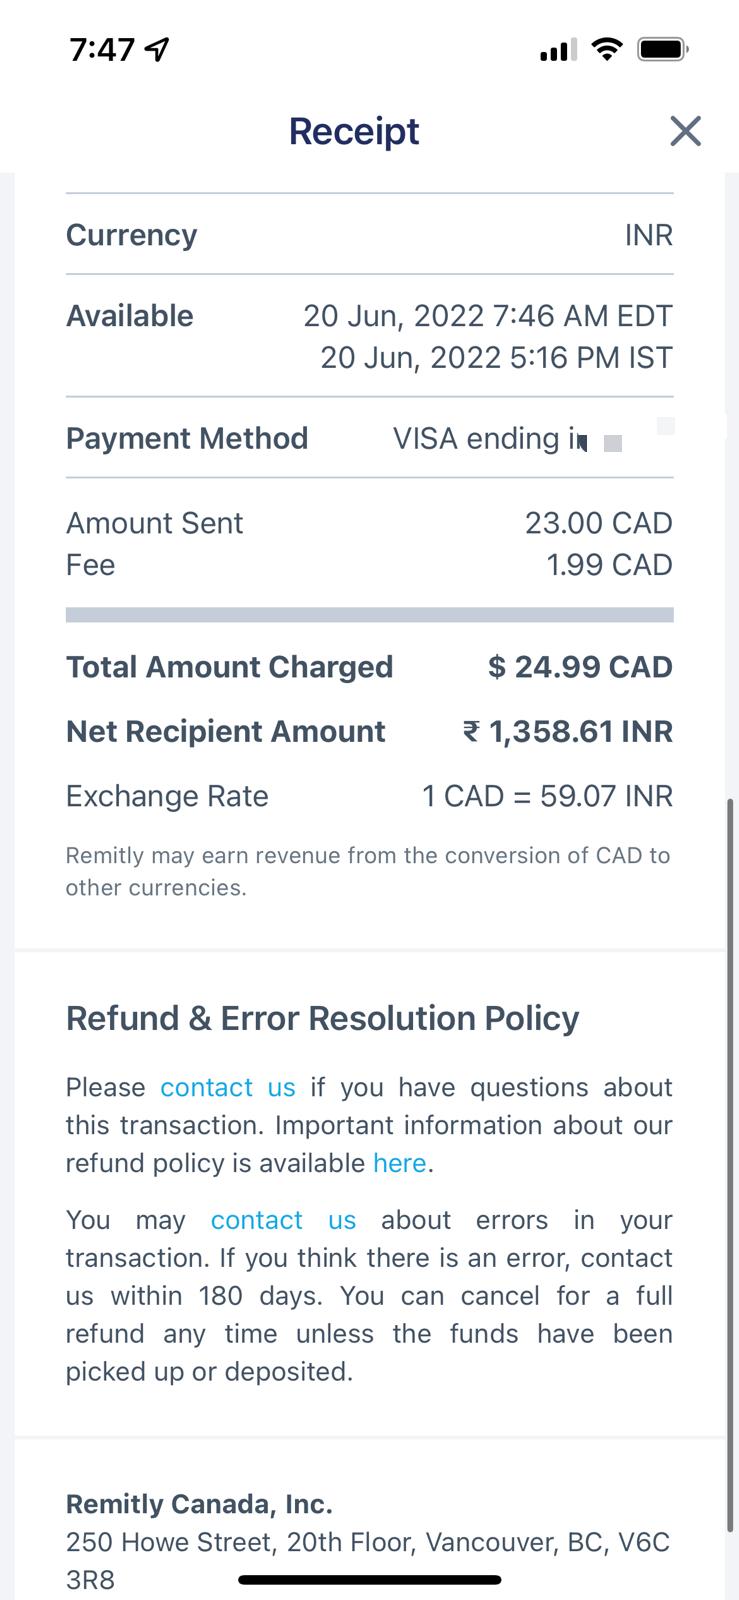 7:47
Receipt
Currency INR
Available 20 Jun, 2022 7:46 AM EDT
20 Jun, 2022 5:16 PM IST
Payment Method VISA ending in
Amount Sent 23.00 CAD
Fee 1.99 CAD
Total Amount Charged $ 24.99 CAD
Net Recipient Amount ₹ 1,358.61 INR
Exchange Rate 1 CAD = 59.07 INR
Remitly may earn revenue from the conversion of CAD to
other currencies.
Refund & Error Resolution Policy
Please contact us if you have questions about
this transaction. Important information about our
refund policy is available here.
You may contact us about errors in your
transaction. If you think there is an error, contact
us within 180 days. You can cancel for a full
refund any time unless the funds have been
picked up or deposited.
Remitly Canada, Inc.
250 Howe Street, 20th Floor, Vancouver, BC, V6C
3R8